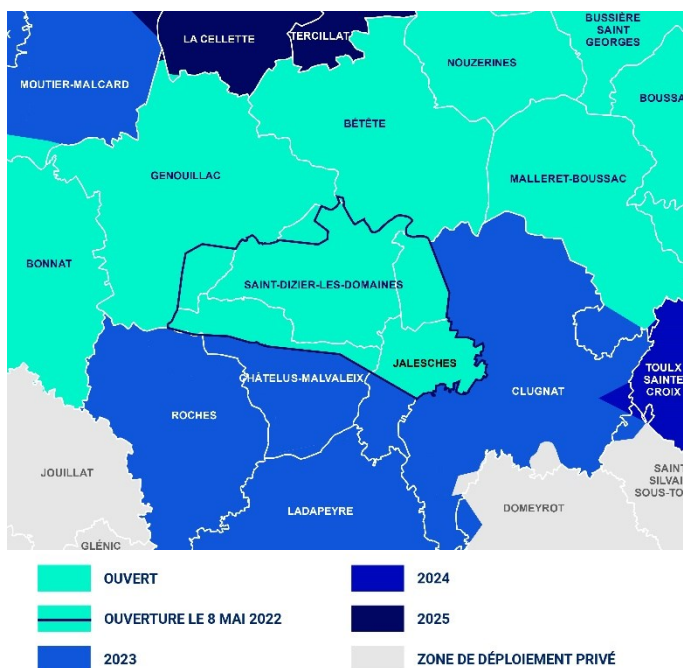 LA CELLETTE
TERCILLAT
BUSSIÈRE
SAINT
GEORGES
MOUTIER-MALCARD
NOUZERINES
BOUSSA
BÉTÊTE
GENOUILLAC
MALLERET-BOUSSAC
BONNAT
SAINT-DIZIER-LES-DOMAINES
JALESCHES
TOULX
SAINTE
CROIX
CHÂTELUS-MALVALEIX
CLUGNAT
ROCHES
JOUILLAT
SAIN
SILVAI
SOUS-TO
LADAPEYRE
DOMEYROT
GLÉNIC
OUVERT
2024
OUVERTURE LE 8 MAI 2022
2025
2023
ZONE DE DÉPLOIEMENT PRIVÉ